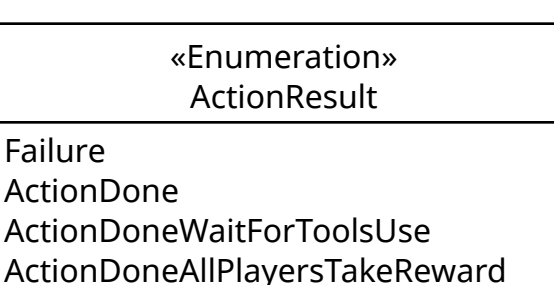 «Enumeration»
ActionResult
Failure
ActionDone
ActionDoneWaitForToolsUse
ActionDoneAllPlayersTakeReward